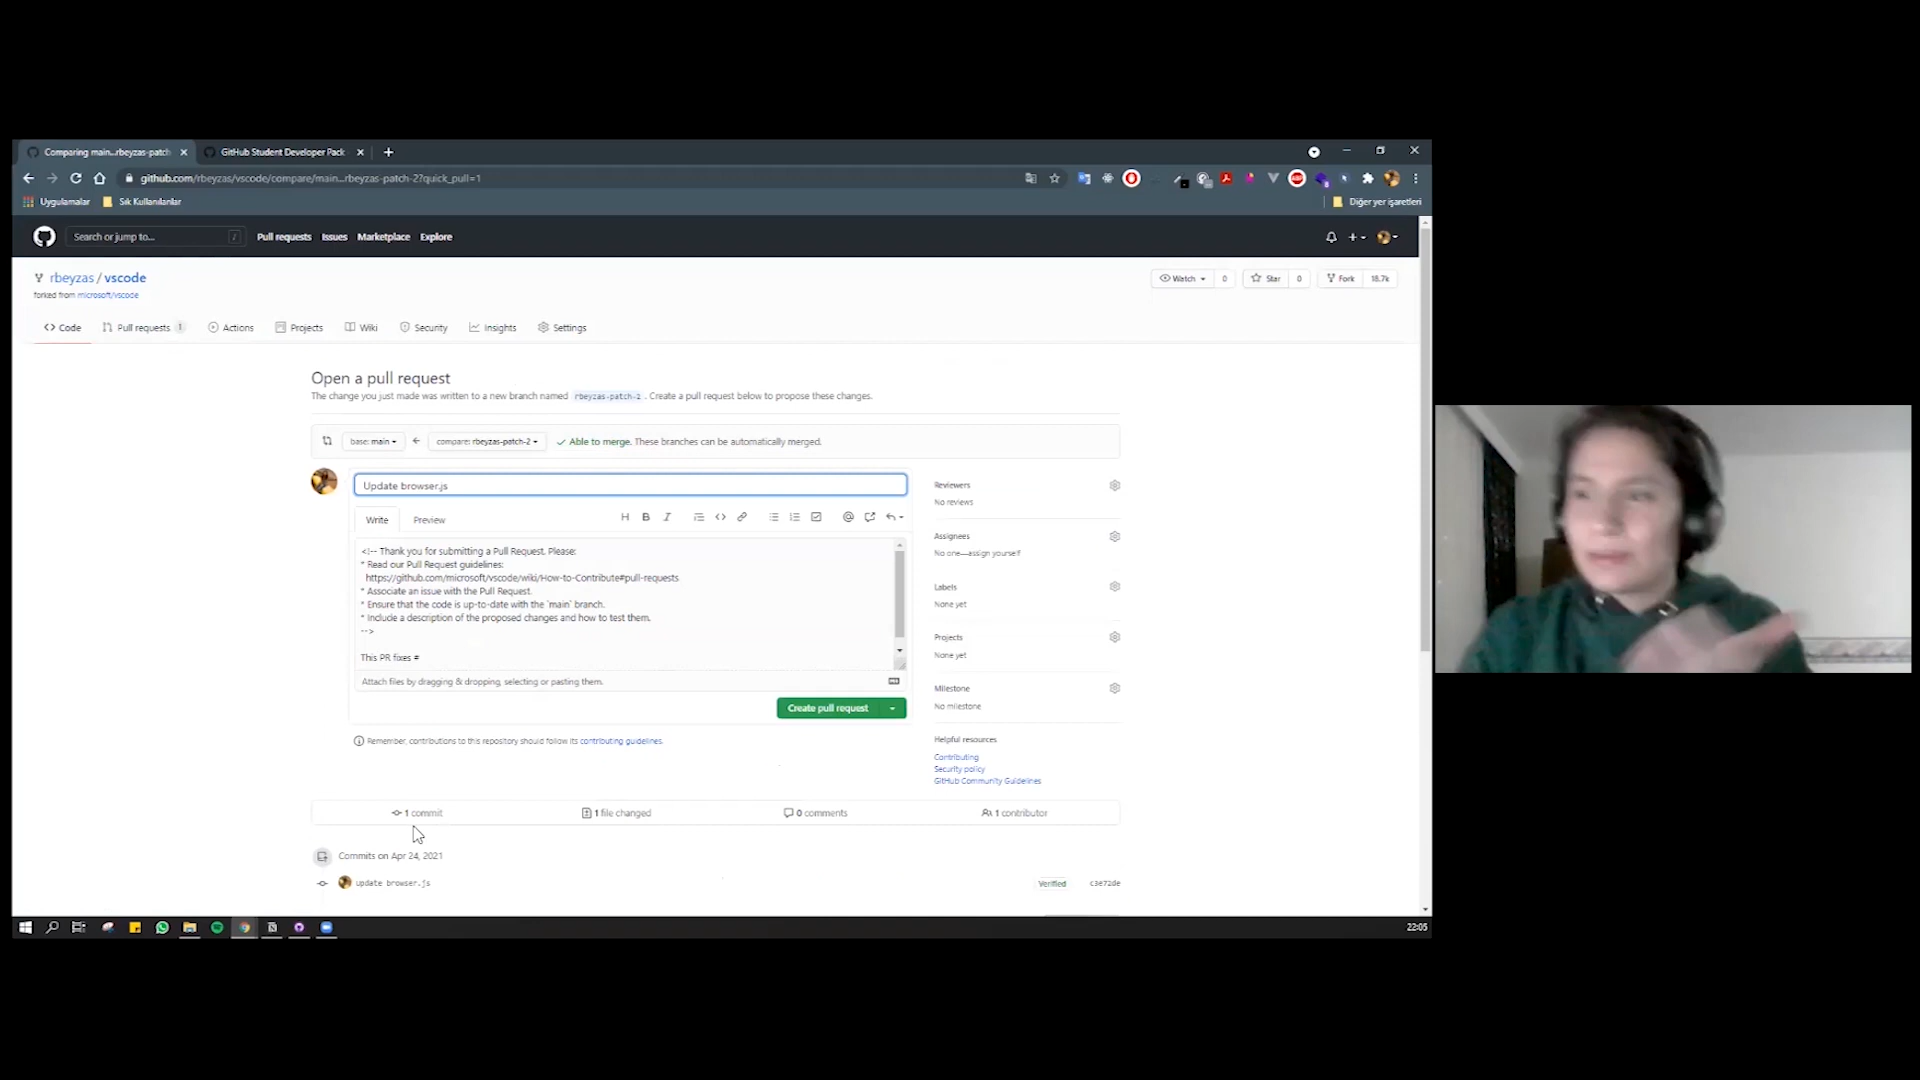 Comparing main...rbeyzas-patch
GitHub Student Developer Pack
github.com/rbeyzas/vscode/compare/main...rbeyzas-patch-2?quick_pull=1
Uygulamalar
Sık Kullanılanlar
Diğer yer işaretleri
Search or jump to...
/
Pull requests
Issues
Marketplace
Explore
rbeyzas / vscode
forked from microsoft/vscode
Watch 0
Star 0
Fork 18.7k
Code
Pull requests 1
Actions
Projects
Wiki
Security
Insights
Settings
Open a pull request
The change you just made was written to a new branch named rbeyzas-patch-2 . Create a pull request below to propose these changes.
base: main
compare: rbeyzas-patch-2
Able to merge. These branches can be automatically merged.
Update browser.js
Write
Preview
<!-- Thank you for submitting a Pull Request. Please:
* Read our Pull Request guidelines:
https://github.com/microsoft/vscode/wiki/How-to-Contribute#pull-requests
* Associate an issue with the Pull Request.
* Ensure that the code is up-to-date with the `main` branch.
* Include a description of the proposed changes and how to test them.
-->
This PR fixes #
Attach files by dragging & dropping, selecting or pasting them.
Create pull request
Remember, contributions to this repository should follow its contributing guidelines.
Reviewers
No reviews
Assignees
No one—assign yourself
Labels
None yet
Projects
None yet
Milestone
No milestone
Helpful resources
Contributing
Security policy
GitHub Community Guidelines
1 commit
1 file changed
0 comments
1 contributor
Commits on Apr 24, 2021
update browser.js
Verified
c3e72de
22:05